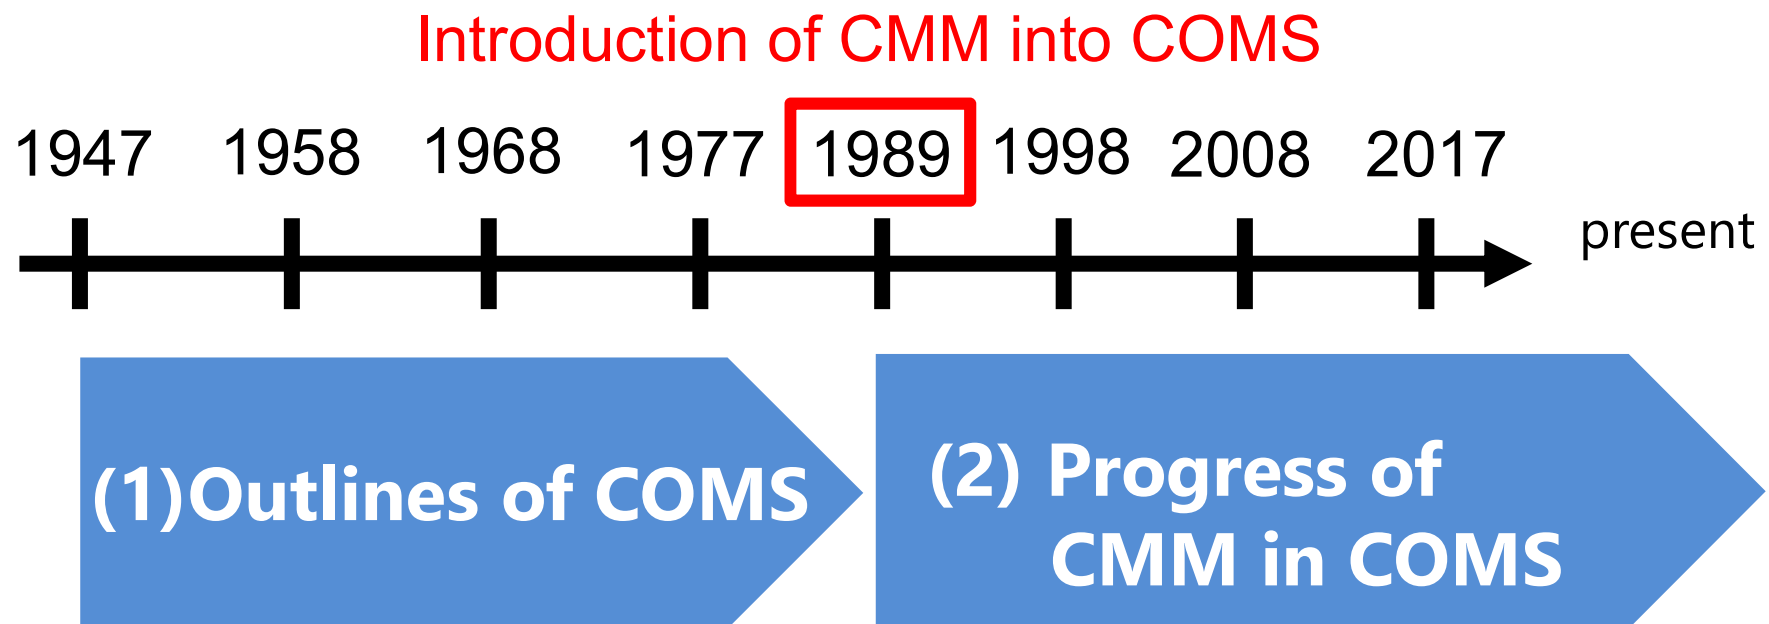 Introduction of CMM into COMS
1947 1958 1968 1977 1989 1998 2008 2017
present
(1)Outlines of COMS
(2) Progress of
CMM in COMS